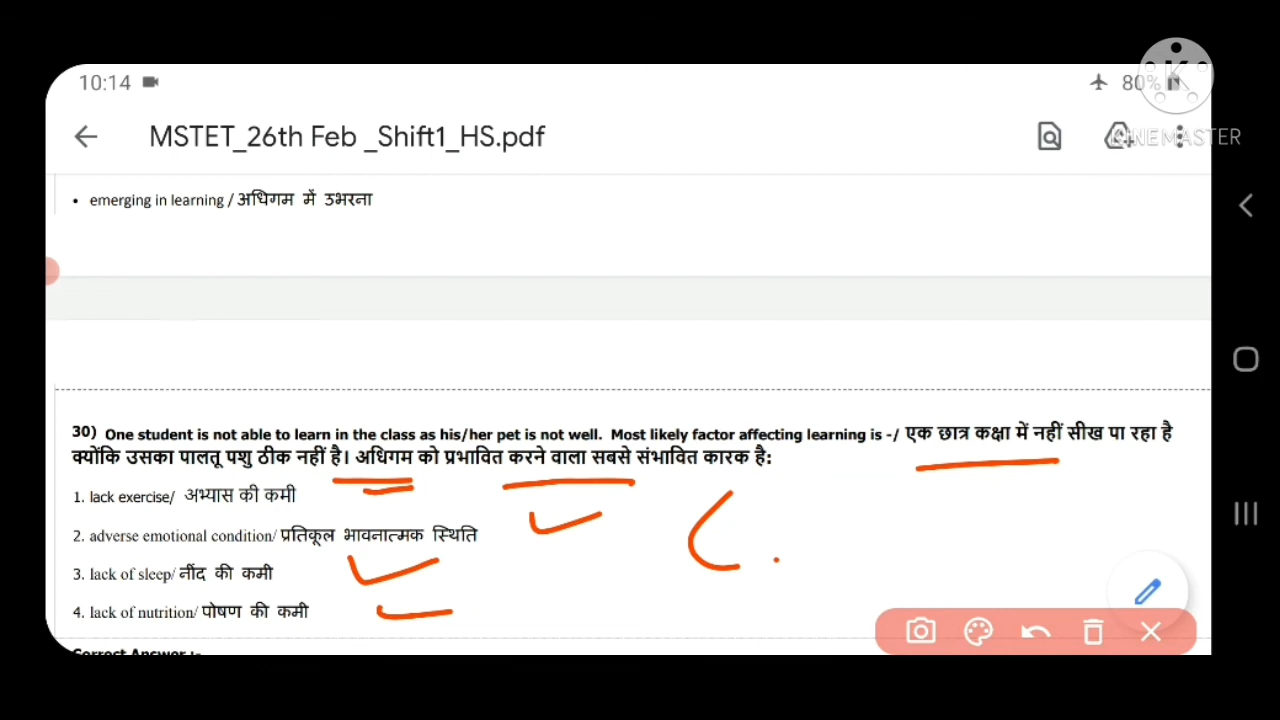 10:14
80%
KINEMASTER
MSTET_26th Feb _Shift1_HS.pdf
• emerging in learning / अधिगम में उभरना
30) One student is not able to learn in the class as his/her pet is not well. Most likely factor affecting learning is -/ एक छात्र कक्षा में नहीं सीख पा रहा है
क्योंकि उसका पालतू पशु ठीक नहीं है। अधिगम को प्रभावित करने वाला सबसे संभावित कारक है:
1. lack exercise/ अभ्यास की कमी
2. adverse emotional condition/ प्रतिकूल भावनात्मक स्थिति
3. lack of sleep/ नींद की कमी
4. lack of nutrition/ पोषण की कमी
Correct Answer :-